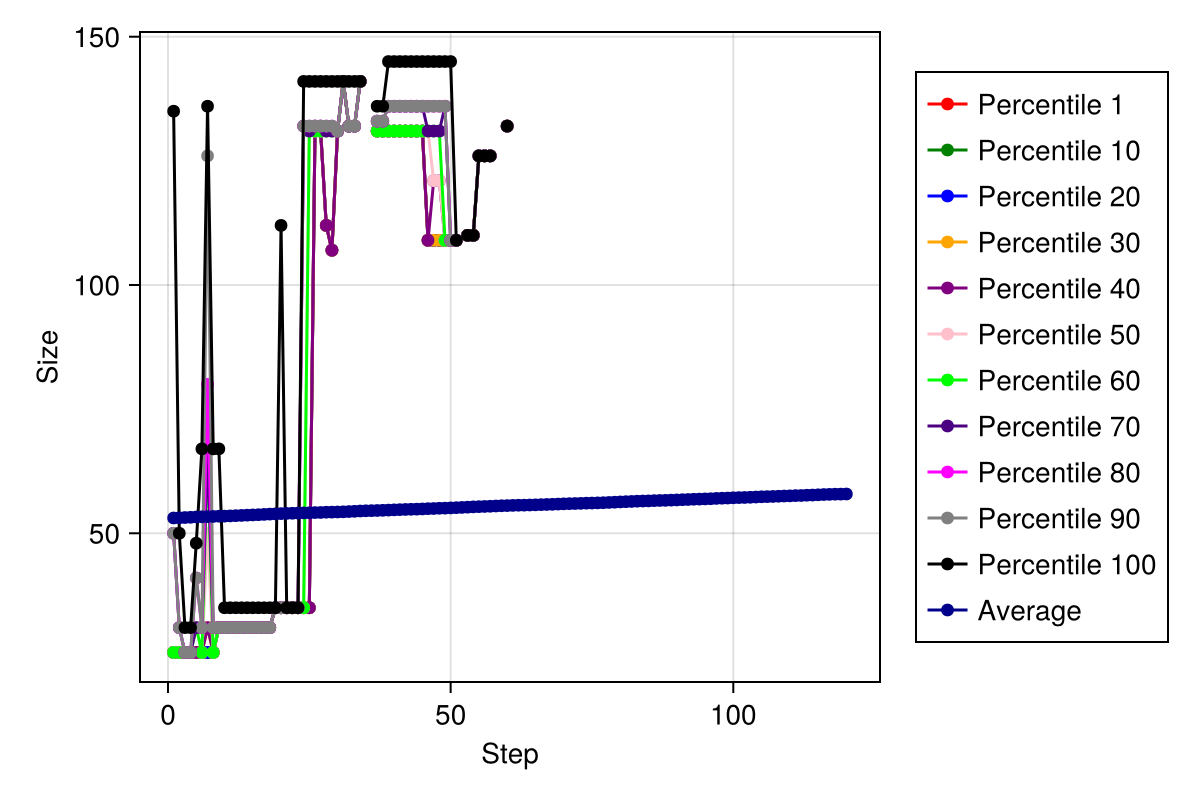 150
100
50
0
50
100
Size
Step
Percentile 1
Percentile 10
Percentile 20
Percentile 30
Percentile 40
Percentile 50
Percentile 60
Percentile 70
Percentile 80
Percentile 90
Percentile 100
Average